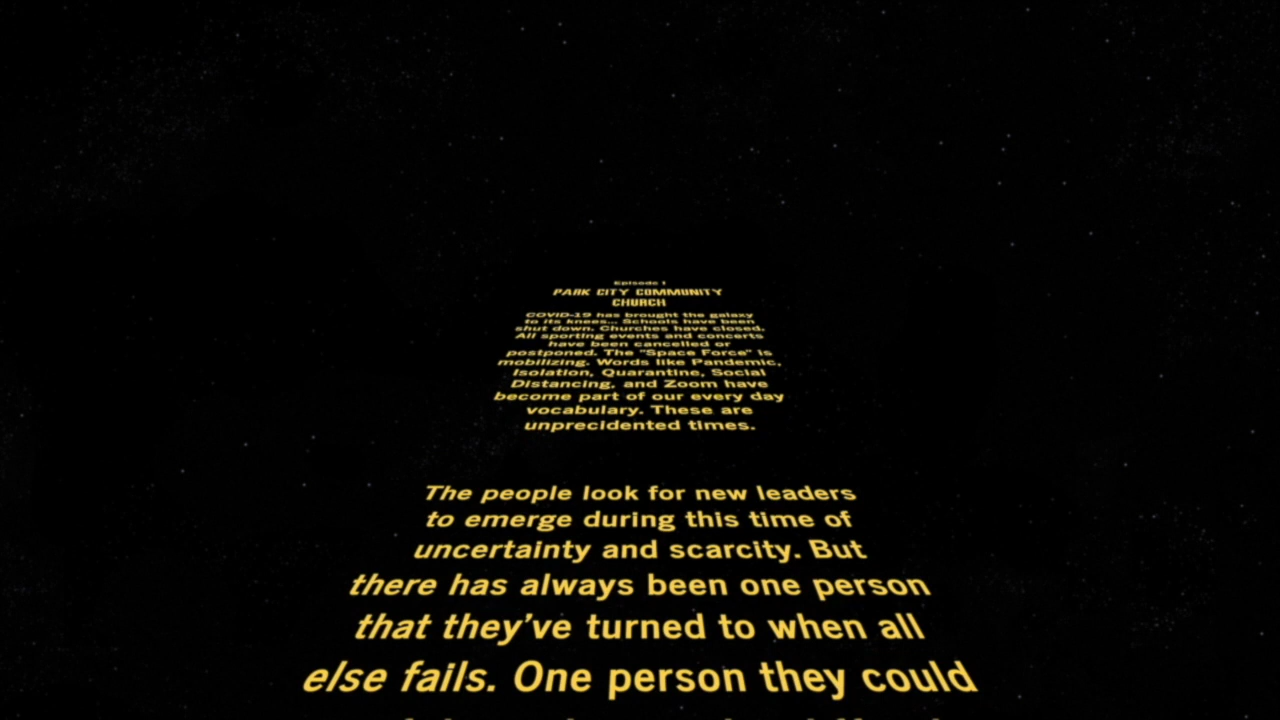 Episode I
PARK CITY COMMUNITY
CHURCH
COVID-19 has brought the galaxy
to its knees... Schools have been
shut down. Churches have closed.
All sporting events and concerts
have been cancelled or
postponed. The "Space Force" is
mobilizing. Words like Pandemic,
Isolation, Quarantine, Social
Distancing, and Zoom have
become part of our every day
vocabulary. These are
unprecidented times.
The people look for new leaders
to emerge during this time of
uncertainty and scarcity. But
there has always been one person
that they've turned to when all
else fails. One person they could